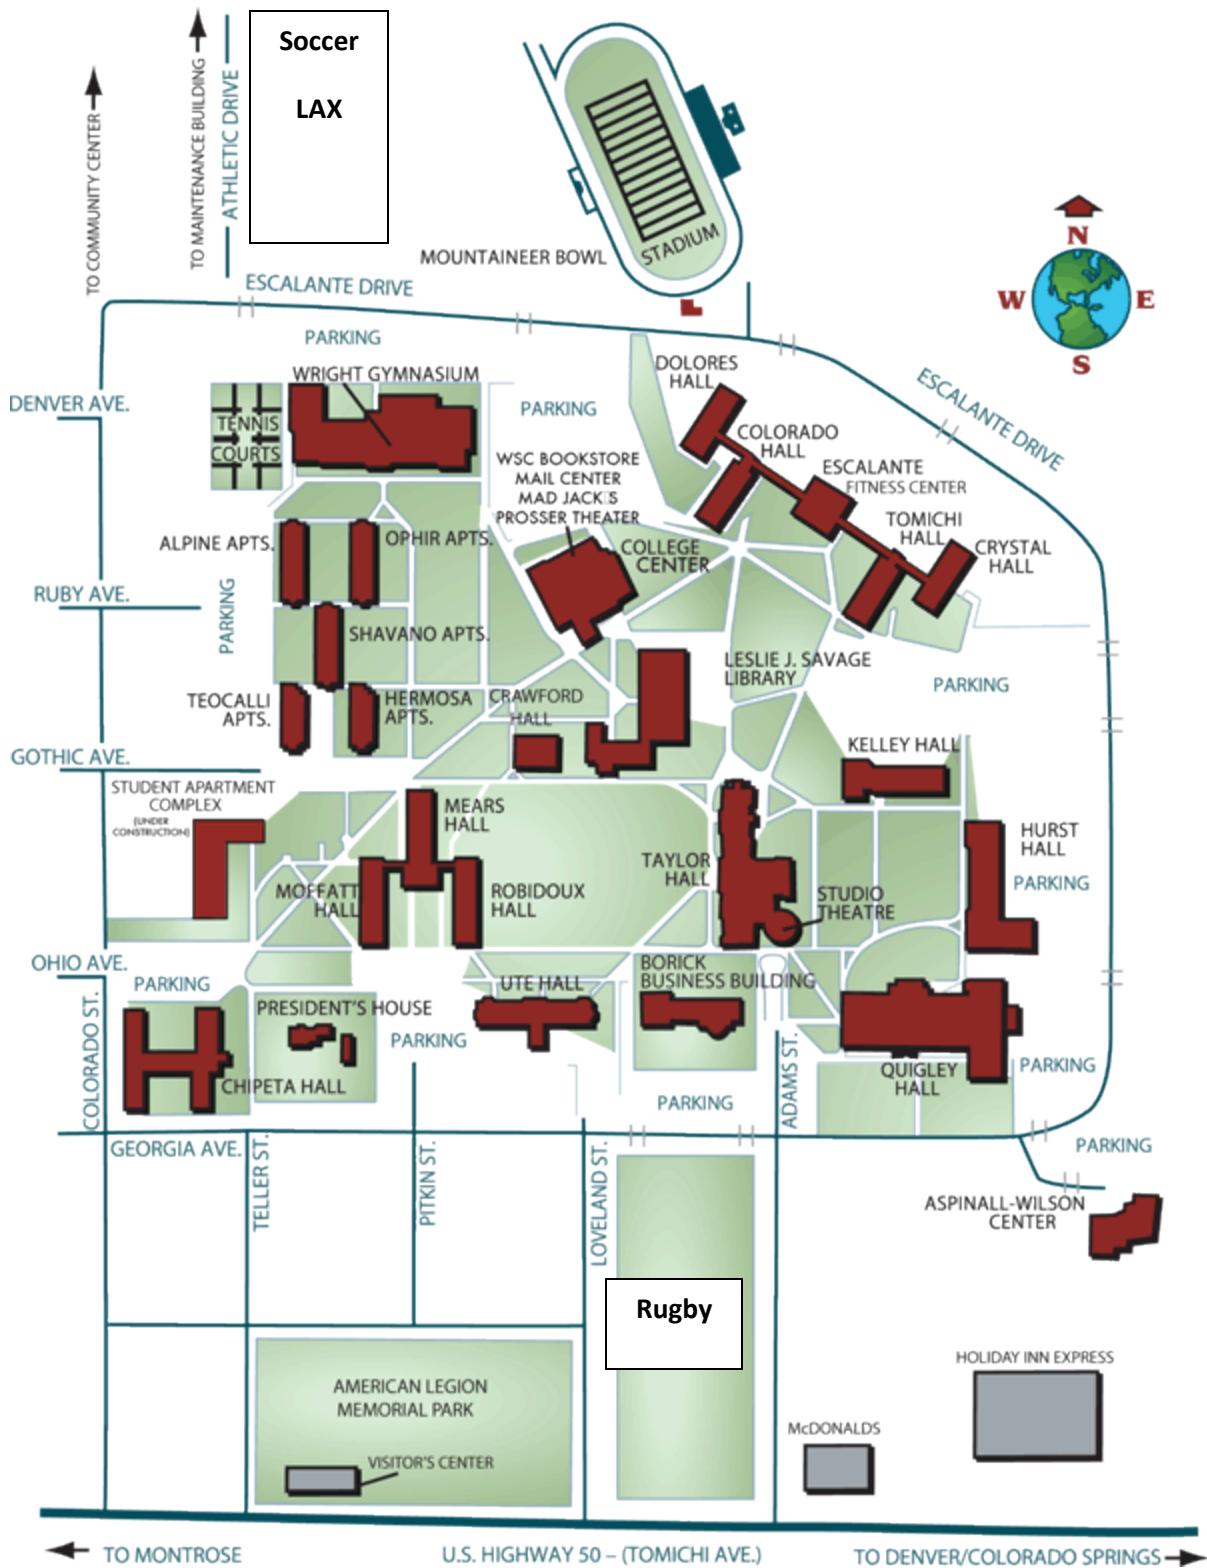 Soccer
LAX
TO COMMUNITY CENTER
TO MAINTENANCE BUILDING
ATHLETIC DRIVE
STADIUM
MOUNTAINEER BOWL
N
W E
S
ESCALANTE DRIVE
PARKING
WRIGHT GYMNASIUM
DOLORES
HALL
ESCALANTE DRIVE
DENVER AVE.
TENNIS
COURTS
PARKING
COLORADO
HALL
WSC BOOKSTORE
MAIL CENTER
MAD JACK□S
PROSSER THEATER
ESCALANTE
FITNESS CENTER
TOMICHI
HALL
ALPINE APTS.
OPHIR APTS.
COLLEGE
CENTER
CRYSTAL
HALL
RUBY AVE.
PARKING
SHAVANO APTS.
LESLIE J. SAVAGE
LIBRARY
PARKING
TEOCALLI
APTS.
HERMOSA
APTS.
CRAWFORD
HALL
GOTHIC AVE.
KELLEY HALL
STUDENT APARTMENT
COMPLEX
(UNDER
CONSTRUCTION)
MEARS
HALL
HURST
HALL
TAYLOR
HALL
PARKING
MOFFATT
HALL
ROBIDOUX
HALL
STUDIO
THEATRE
OHIO AVE.
PARKING
UTE HALL
BORICK
BUSINESS BUILDING
PRESIDENT'S HOUSE
PARKING
COLORADO ST.
CHIPETA HALL
ADAMS ST.
QUIGLEY
HALL
PARKING
PARKING
GEORGIA AVE.
TELLER ST.
PITKIN ST.
LOVELAND ST.
PARKING
ASPINALL-WILSON
CENTER
Rugby
HOLIDAY INN EXPRESS
AMERICAN LEGION
MEMORIAL PARK
McDONALDS
VISITOR'S CENTER
TO MONTROSE
U.S. HIGHWAY 50 – (TOMICHI AVE.)
TO DENVER/COLORADO SPRINGS